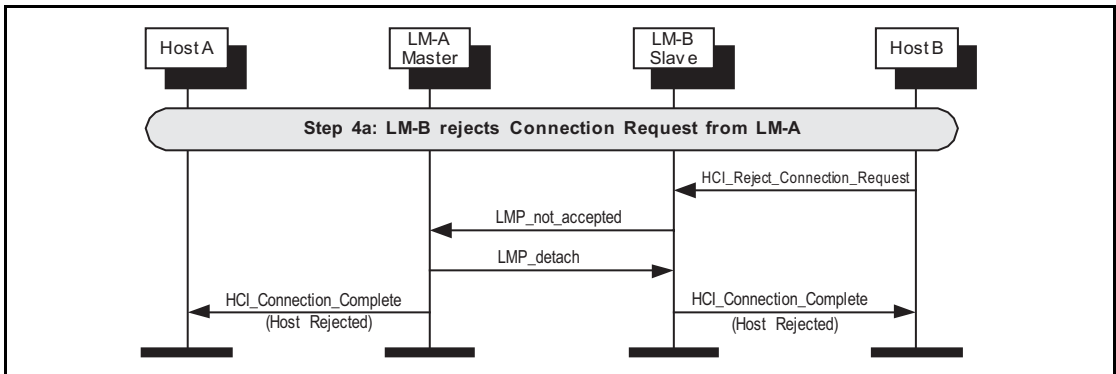 Host A
LM-A
Master
LM-B
Slave
Host B
Step 4a: LM-B rejects Connection Request from LM-A
HCI_Reject_Connection_Request
LMP_not_accepted
LMP_detach
HCI_Connection_Complete
(Host Rejected)
HCI_Connection_Complete
(Host Rejected)